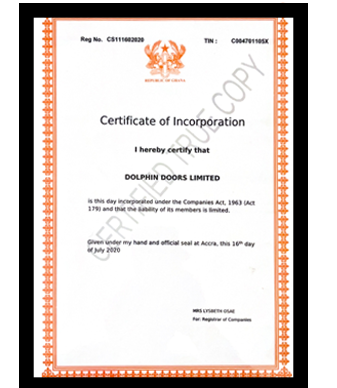 Reg No. CS111602020 TIN : C004701105X
REPUBLIC OF GHANA
CERTIFIED TRUE COPY
Certificate of Incorporation
I hereby certify that
DOLPHIN DOORS LIMITED
is this day incorporated under the Companies Act, 1963 (Act
179) and that the liability of its members is limited.
Given under my hand and official seal at Accra, this 16th day
of July 2020
MRS LYSBETH OSAE
For: Registrar of Companies